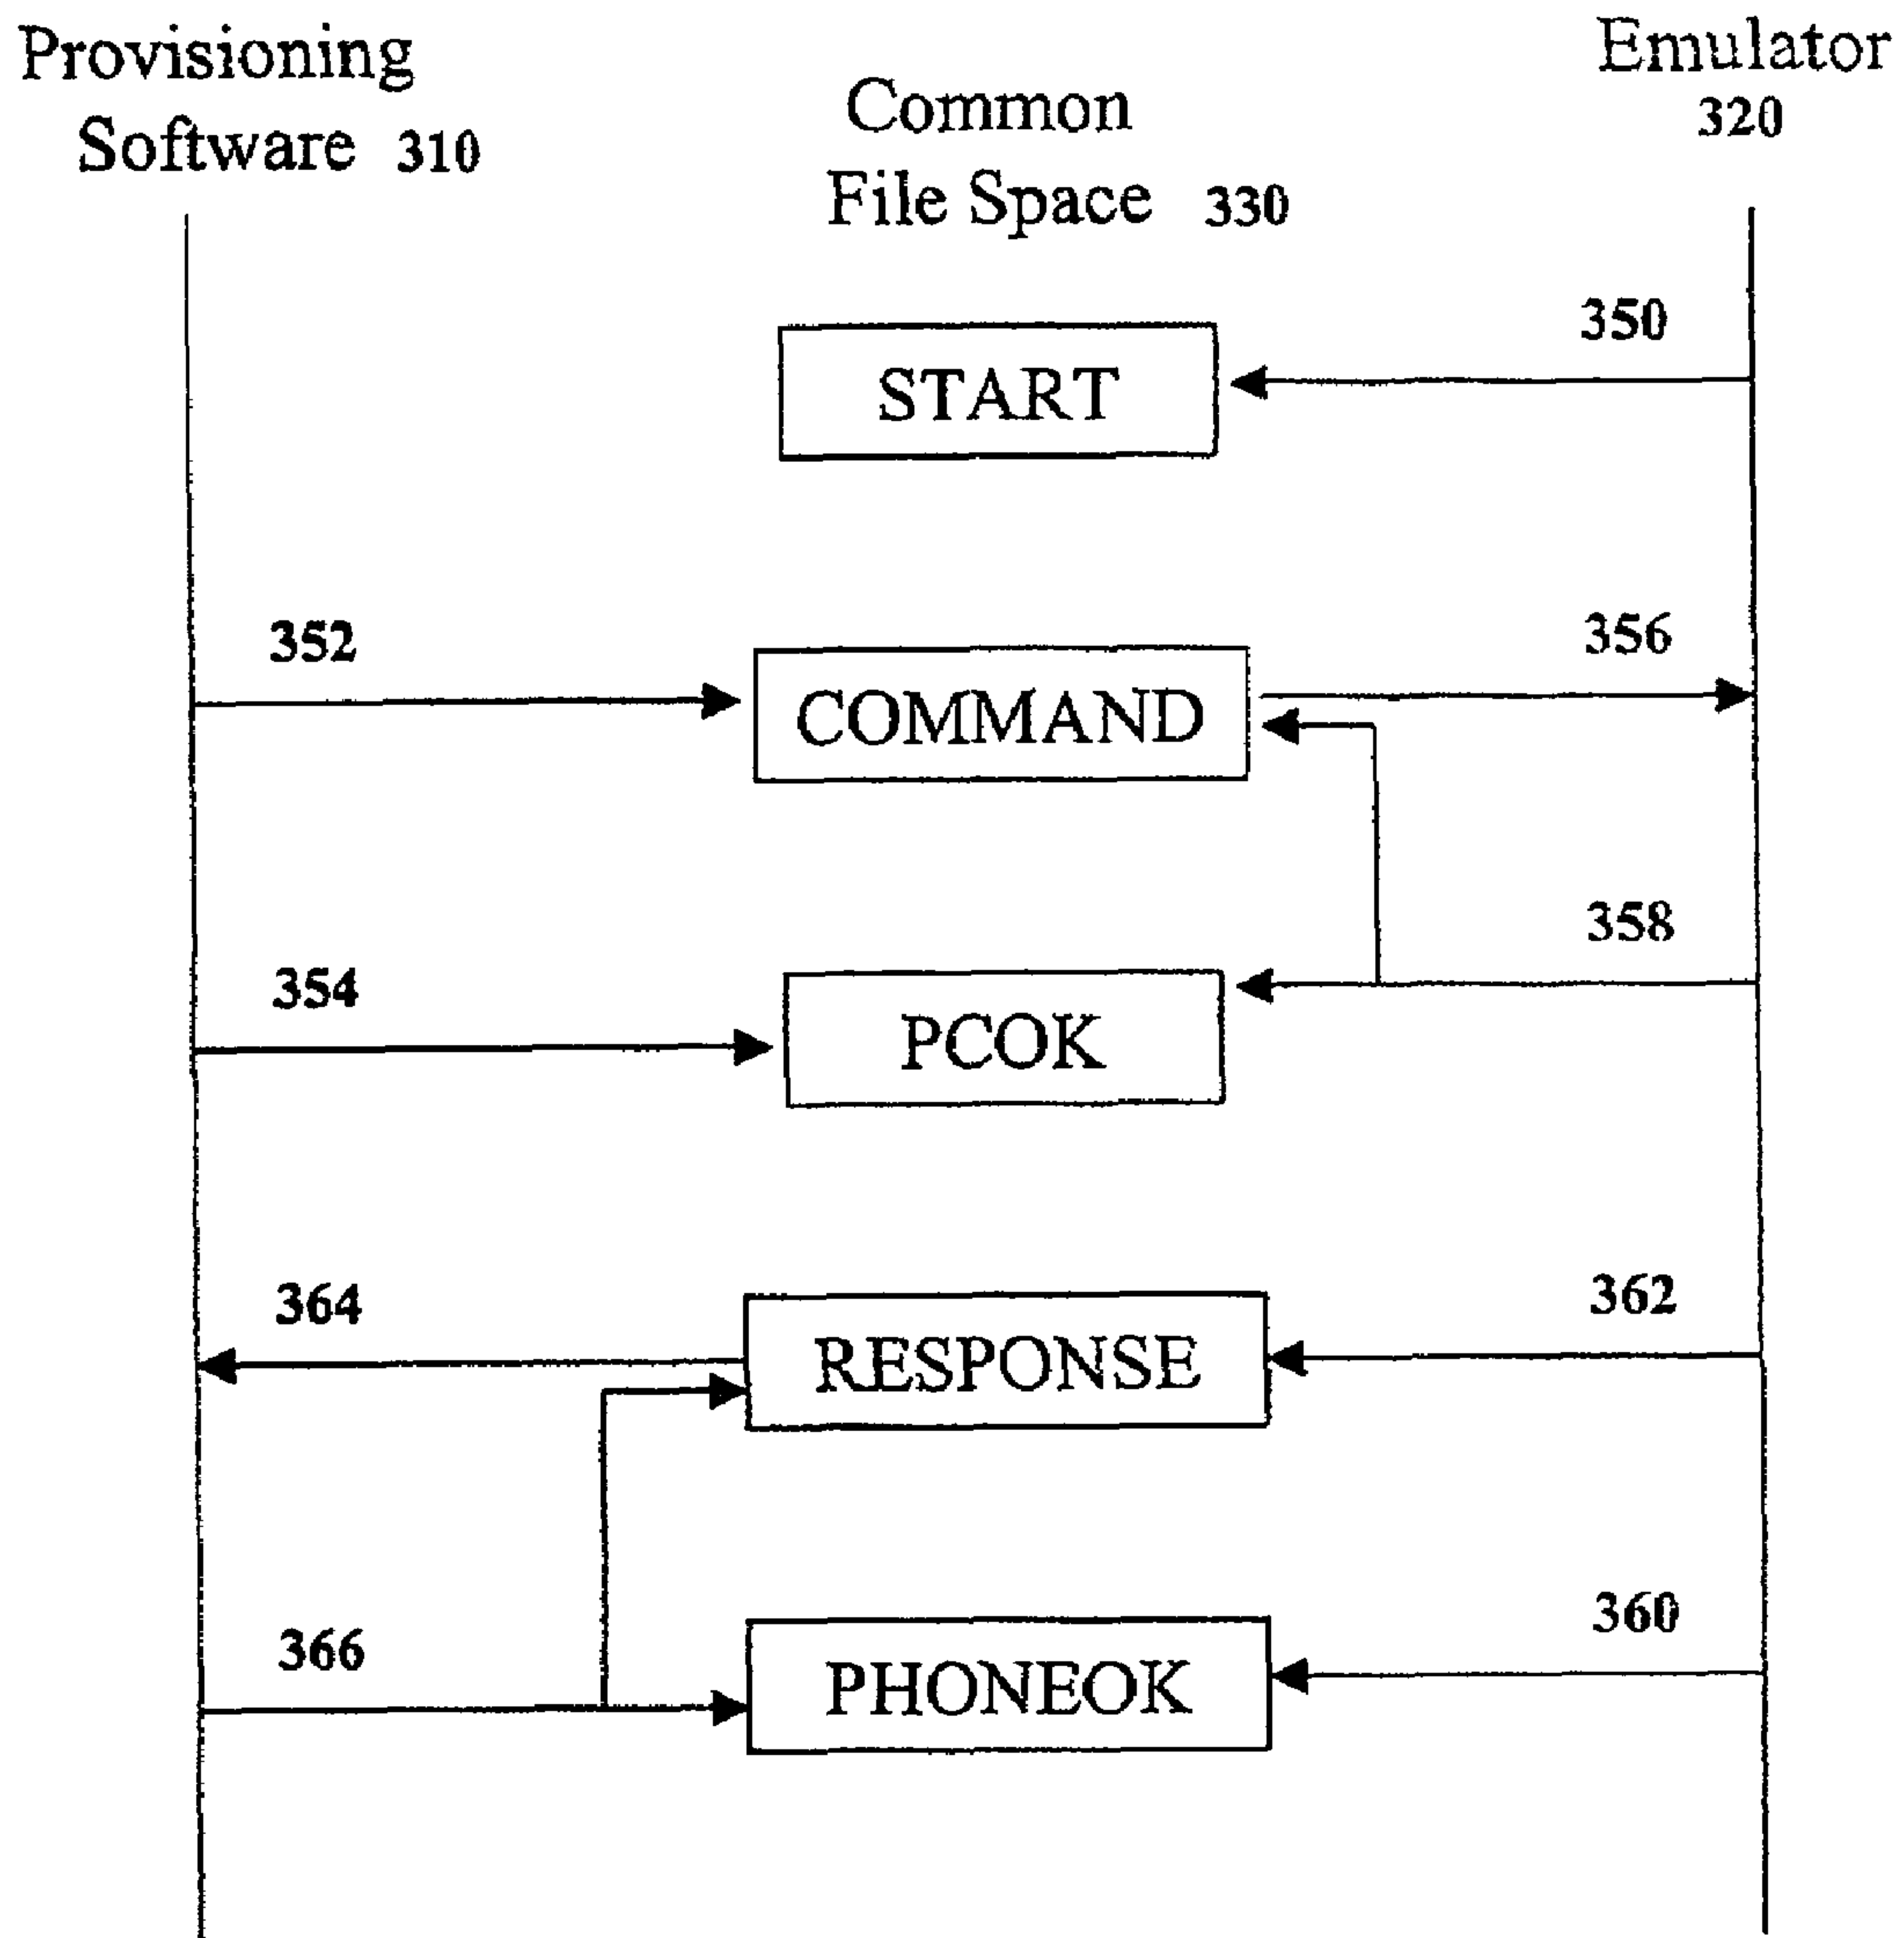 Provisioning
Software 310
Common
File Space 330
Emulator
320
350
START
352
356
COMMAND
358
354
PCOK
364
362
RESPONSE
360
366
PHONEOK